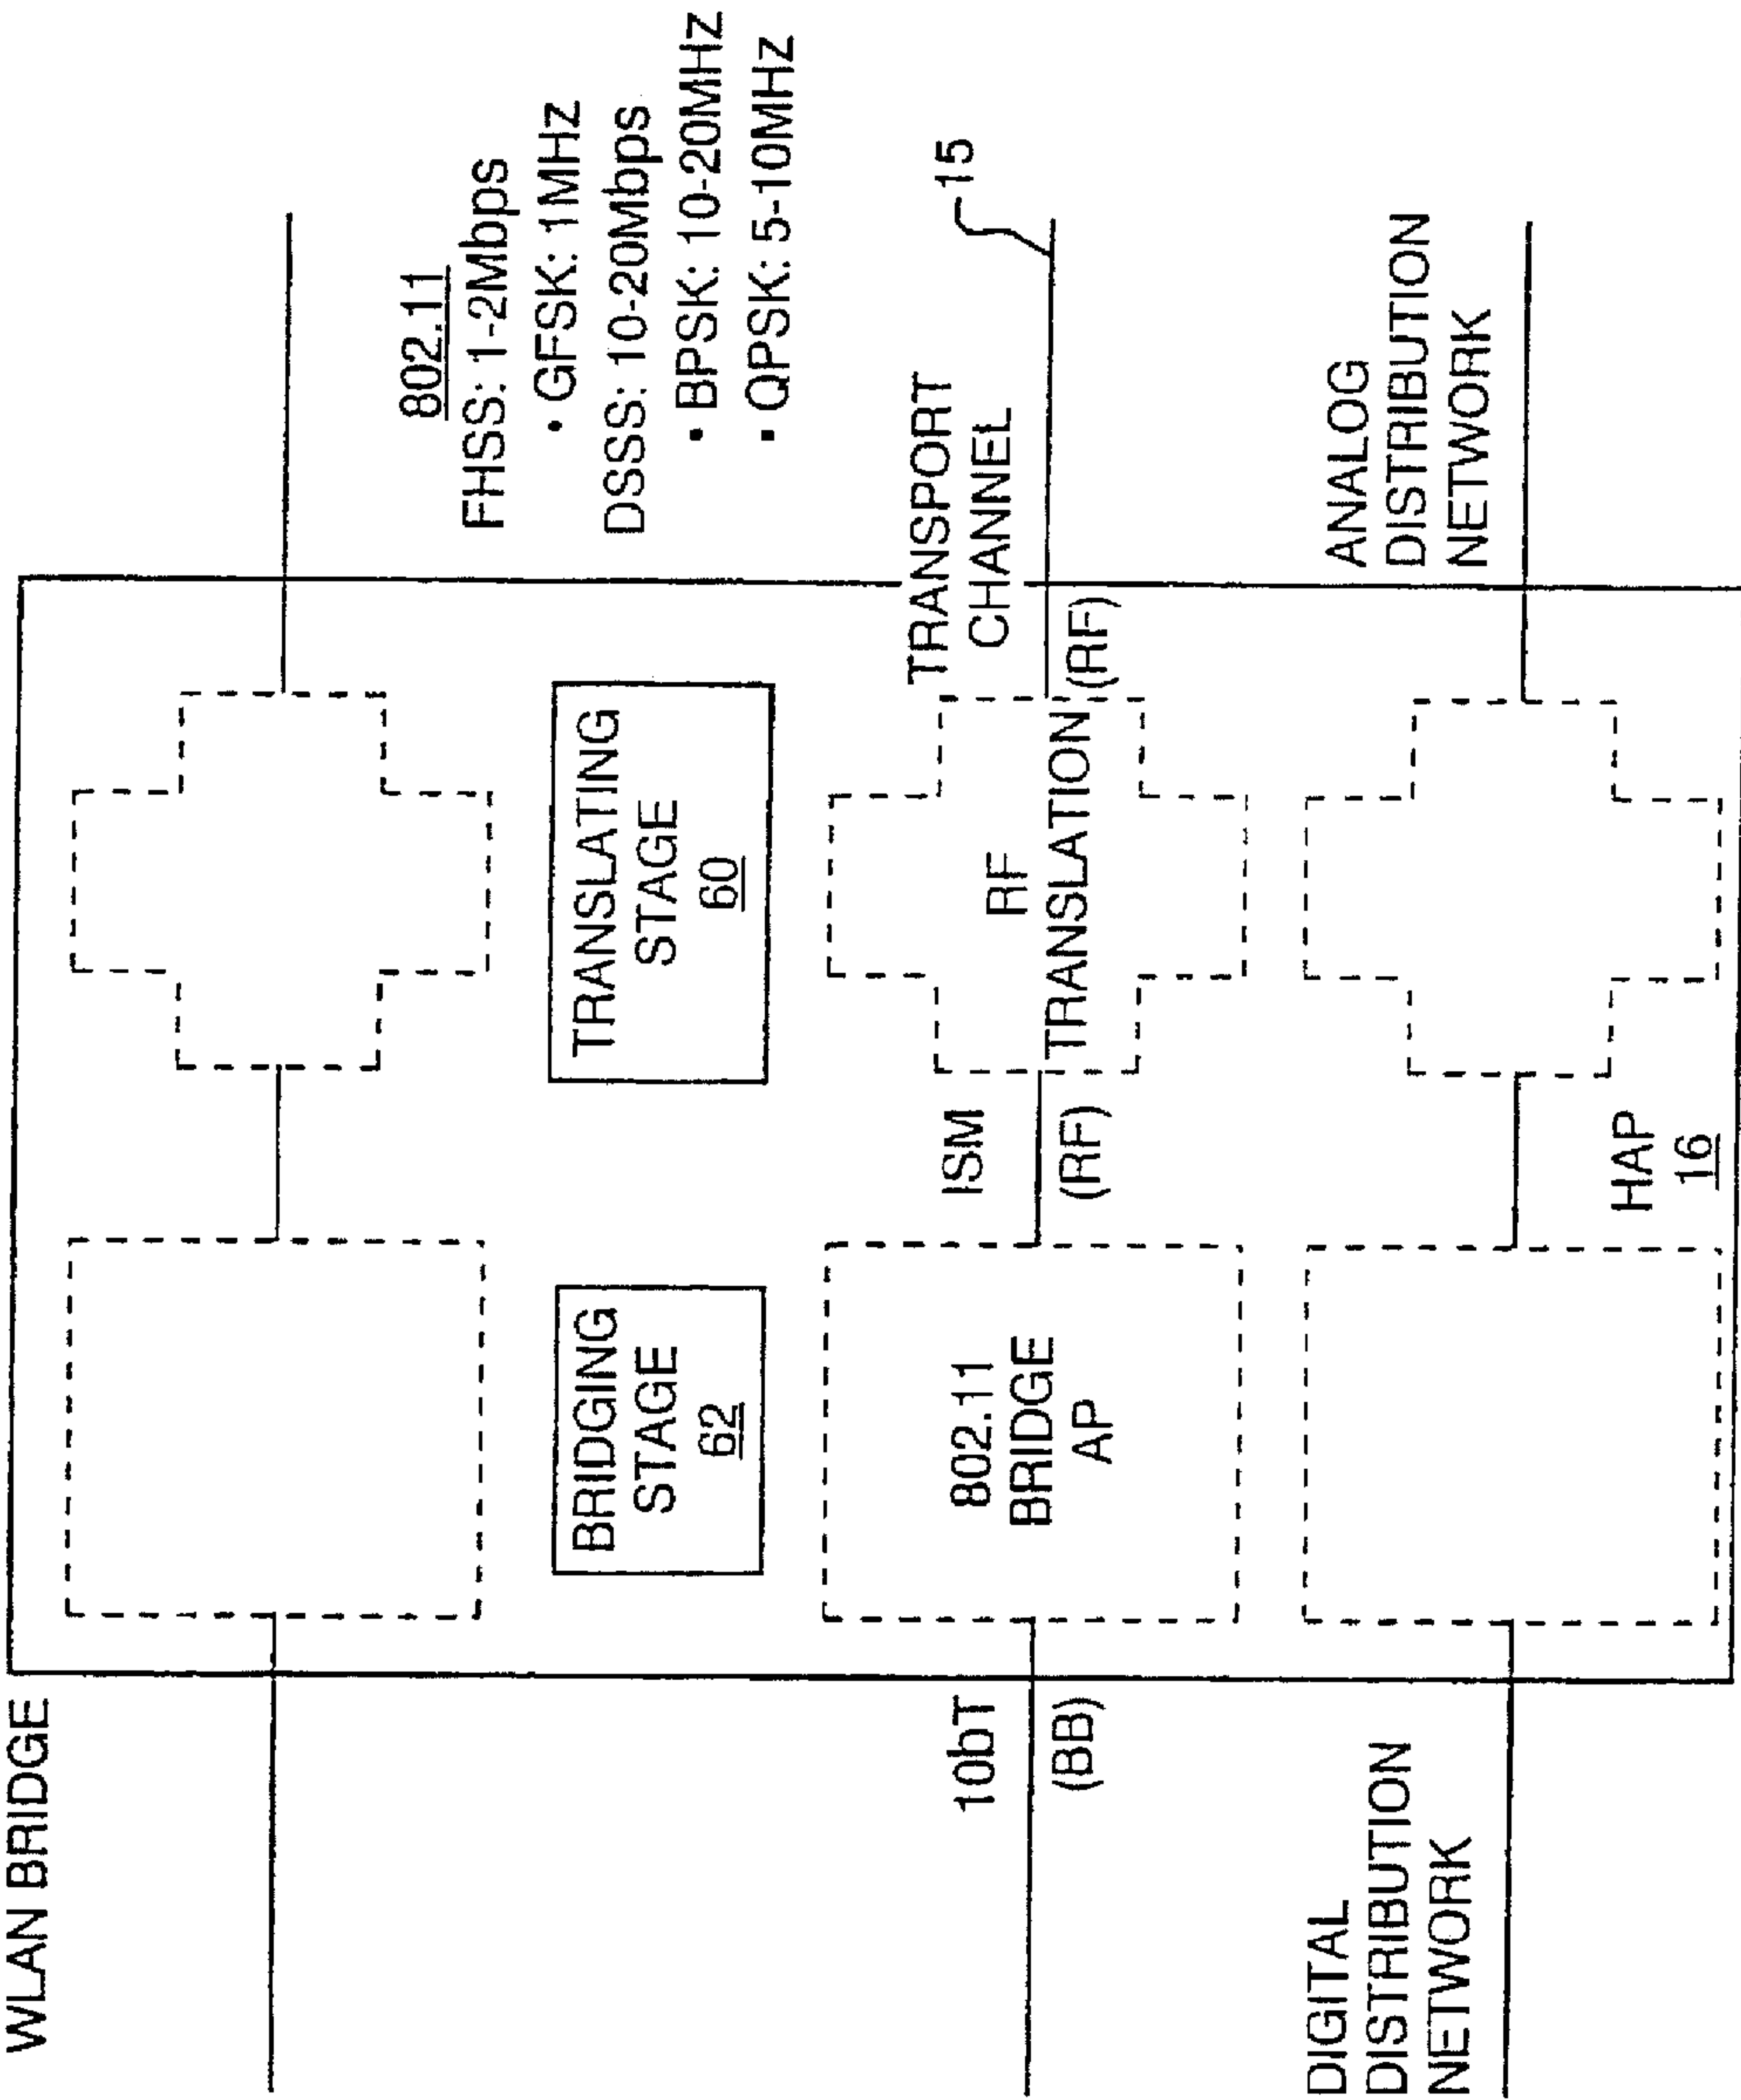 WLAN BRIDGE
802.11
FHSS: 1-2Mbps
• GFSK: 1MHz
DSSS: 10-20Mbps
• BPSK: 10-20MHz
• QPSK: 5-10MHz
BRIDGING
STAGE
62
TRANSLATING
STAGE
60
10bT
(BB)
802.11
BRIDGE
AP
ISM
(RF)
RF
TRANSLATION
TRANSPORT
CHANNEL
(RF)
15
DIGITAL
DISTRIBUTION
NETWORK
HAP
16
ANALOG
DISTRIBUTION
NETWORK